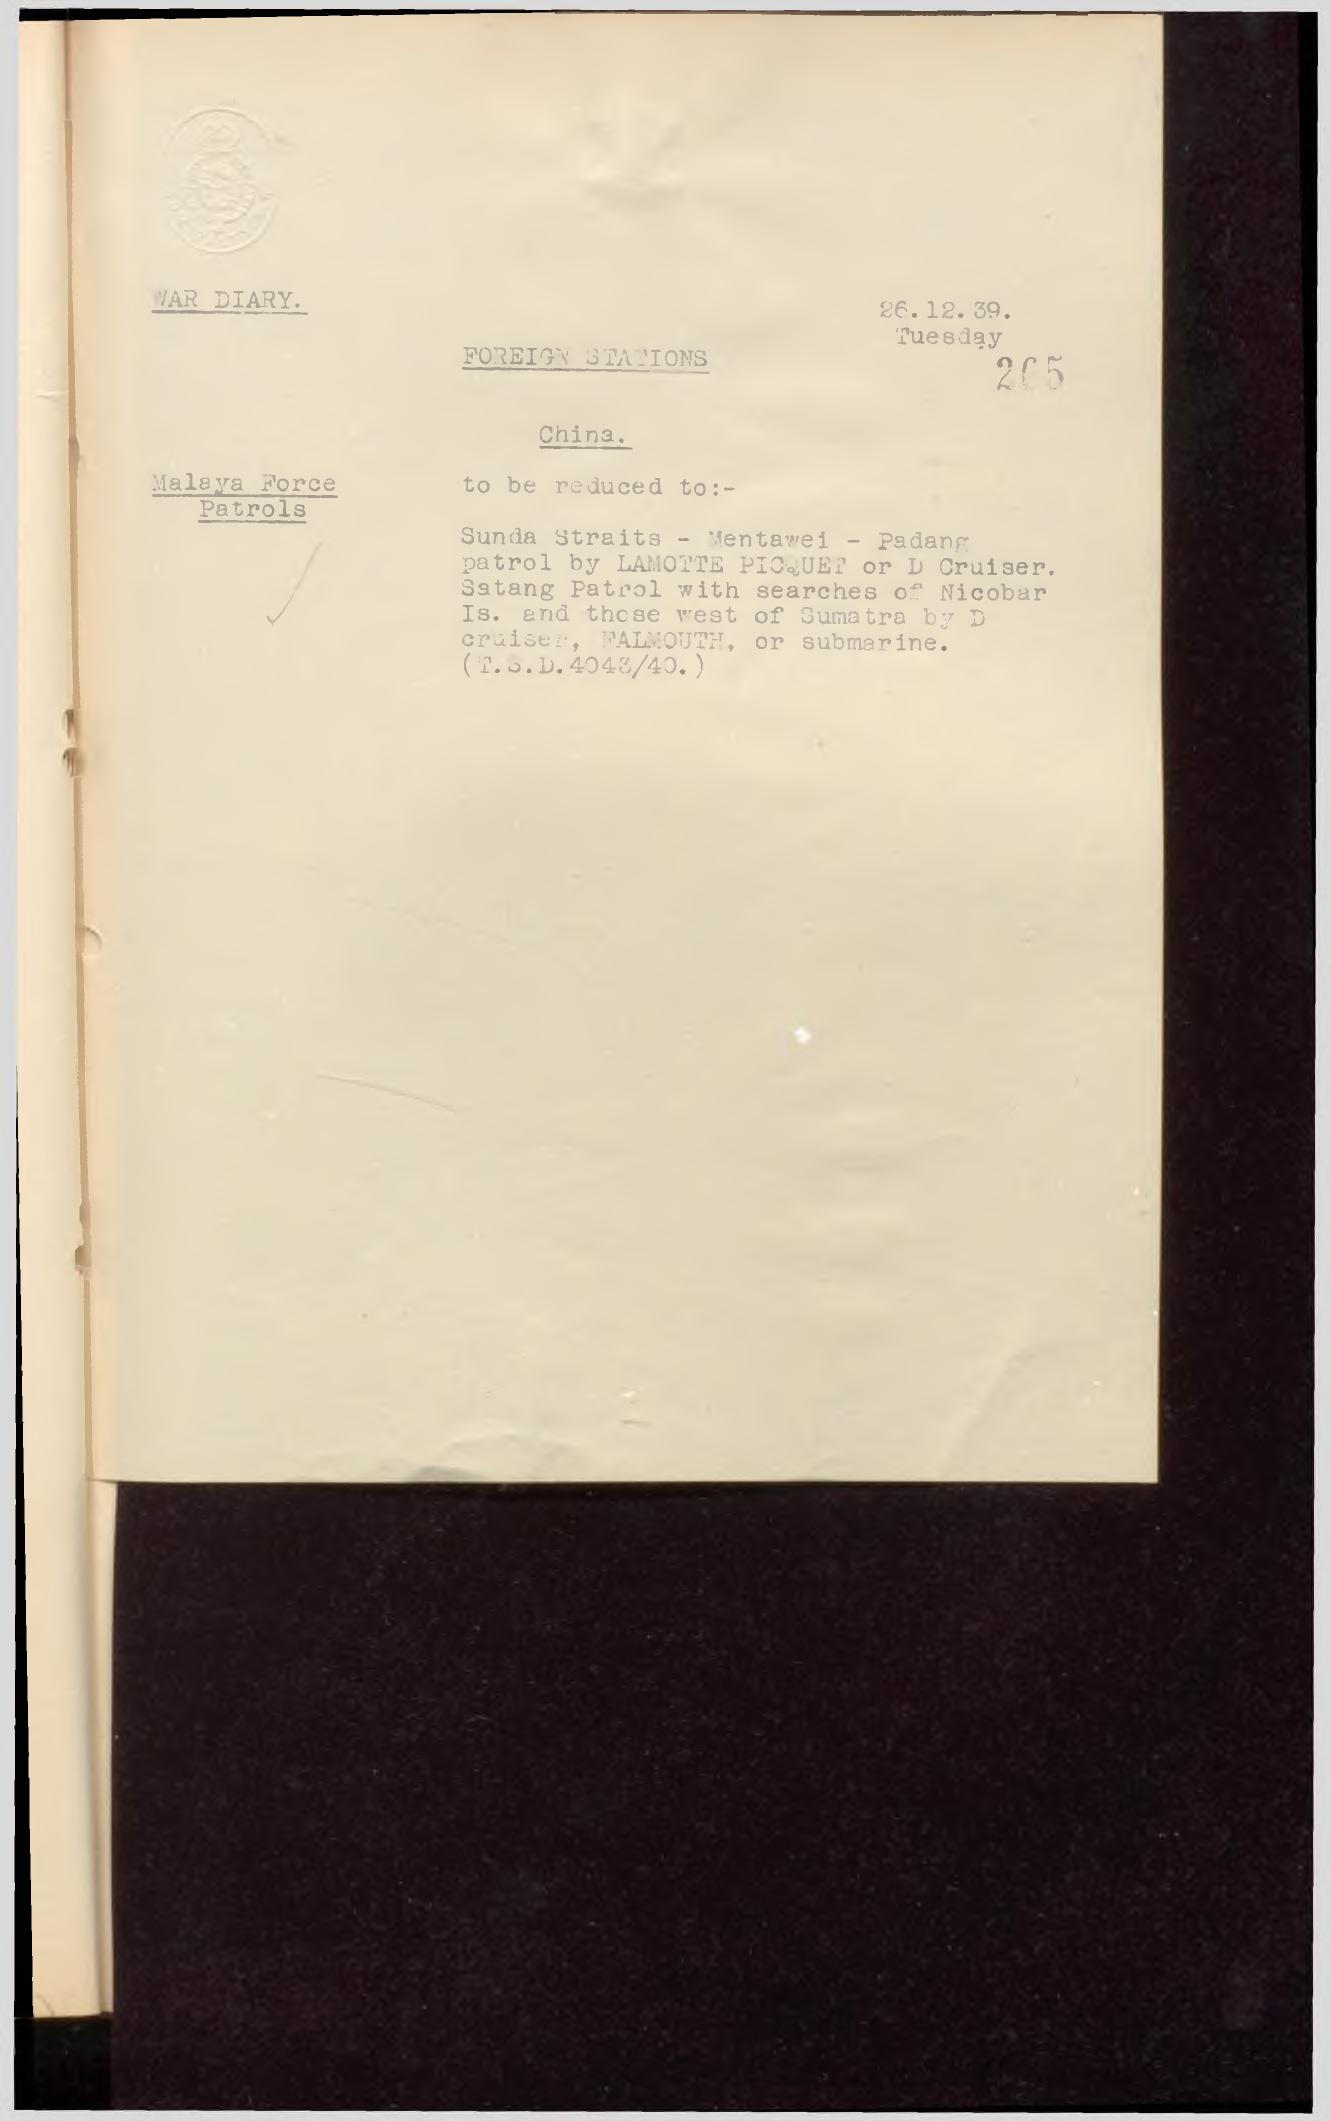 WAR DIARY.
26.12.39.
Tuesday
265
FOREIGN STATIONS
China.
Malaya Force
Patrols
to be reduced to:-
Sunda Straits - Mentawei - Padang
patrol by LAMOTTE PICQUET or D Cruiser.
Satang Patrol with searches of Nicobar
Is. and those west of Sumatra by D
cruiser, FALMOUTH, or submarine.
(T.S.D.4043/40.)